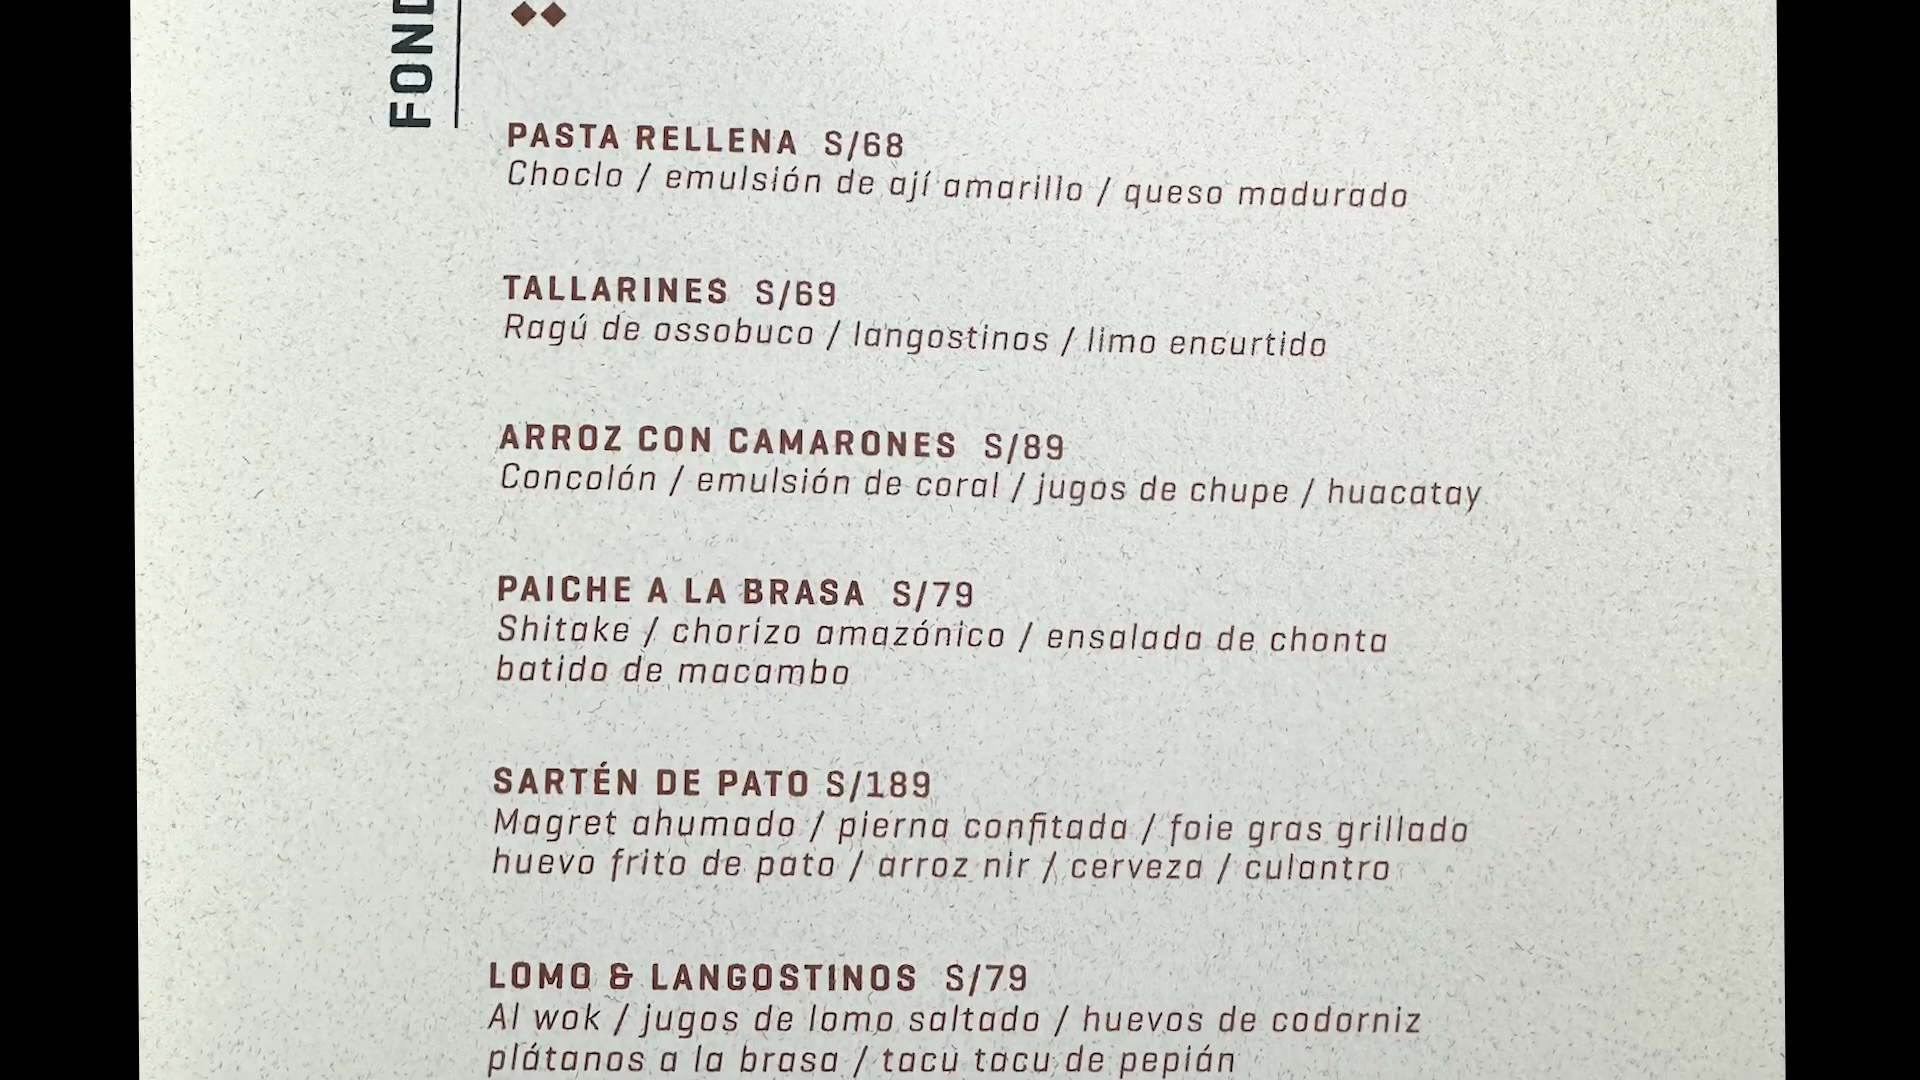 FOND
PASTA RELLENA S/68
Choclo / emulsión de ají amarillo / queso madurado
TALLARINES S/69
Ragú de ossobuco / langostinos / limo encurtido
ARROZ CON CAMARONES S/89
Concolón / emulsión de coral / jugos de chupe / huacatay
PAICHE A LA BRASA S/79
Shitake / chorizo amazónico / ensalada de chonta
batido de macambo
SARTÉN DE PATO S/189
Magret ahumado / pierna confitada / foie gras grillado
huevo frito de pato / arroz nir / cerveza / culantro
LOMO & LANGOSTINOS S/79
Al wok / jugos de lomo saltado / huevos de codorniz
plátanos a la brasa / tacu tacu de pepián